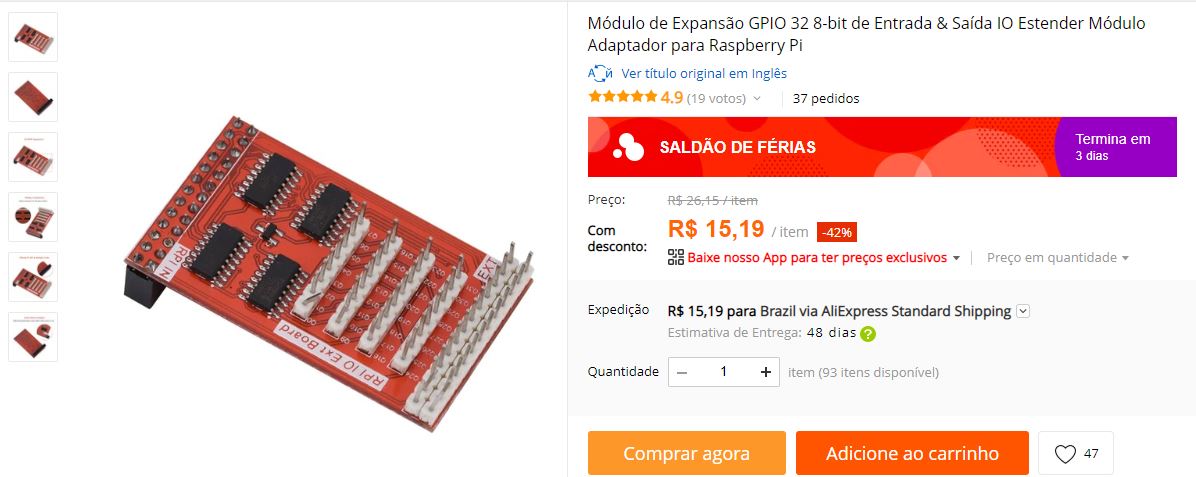 Módulo de Expansão GPIO 32 8-bit de Entrada & Saída IO Estender Módulo
Adaptador para Raspberry Pi
Ver título original em Inglês
4.9 (19 votos)
37 pedidos
SALDÃO DE FÉRIAS
Termina em
3 dias
Preço:
R$ 26,15 / item
Com
desconto:
R$ 15,19 / item
-42%
Baixe nosso App para ter preços exclusivos
Preço em quantidade
Expedição
R$ 15,19 para Brazil via AliExpress Standard Shipping
Estimativa de Entrega: 48 dias ?
Quantidade
− 1 +
item (93 itens disponível)
Comprar agora
Adicione ao carrinho
47
RPI IN
EXT
RPI IO Ext Board